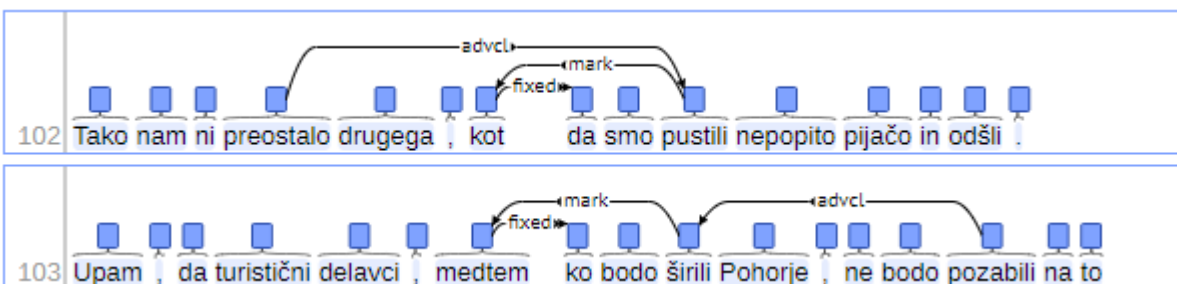 advcl
mark
fixed
102 Tako nam ni preostalo drugega , kot da smo pustili nepopito pijačo in odšli .
mark advcl
fixed
103 Upam , da turistični delavci , medtem ko bodo širili Pohorje , ne bodo pozabili na to